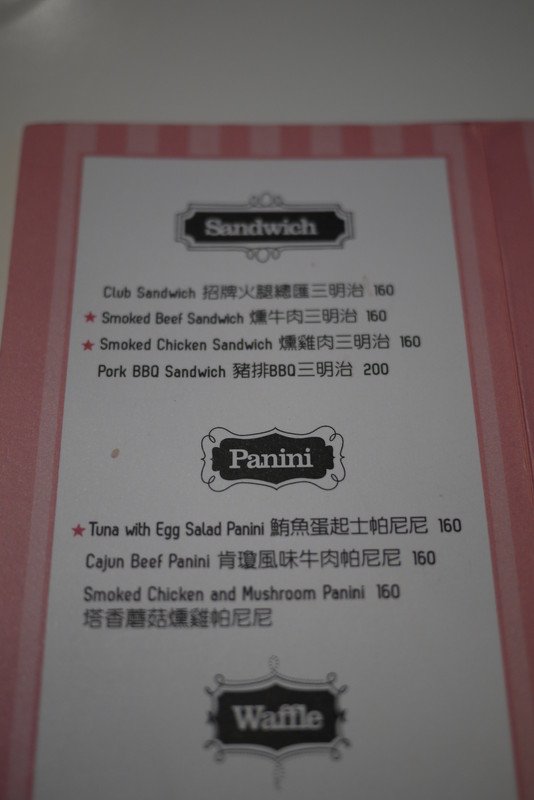 Sandwich
Club Sandwich 招牌火腿總匯三明治 160
★ Smoked Beef Sandwich 燻牛肉三明治 160
★ Smoked Chicken Sandwich 燻雞肉三明治 160
Pork BBQ Sandwich 豬排BBQ三明治 200
Panini
★ Tuna with Egg Salad Panini 鮪魚蛋起士帕尼尼 160
Cajun Beef Panini 肯瓊風味牛肉帕尼尼 160
Smoked Chicken and Mushroom Panini 160
塔香蘑菇燻雞帕尼尼
Waffle